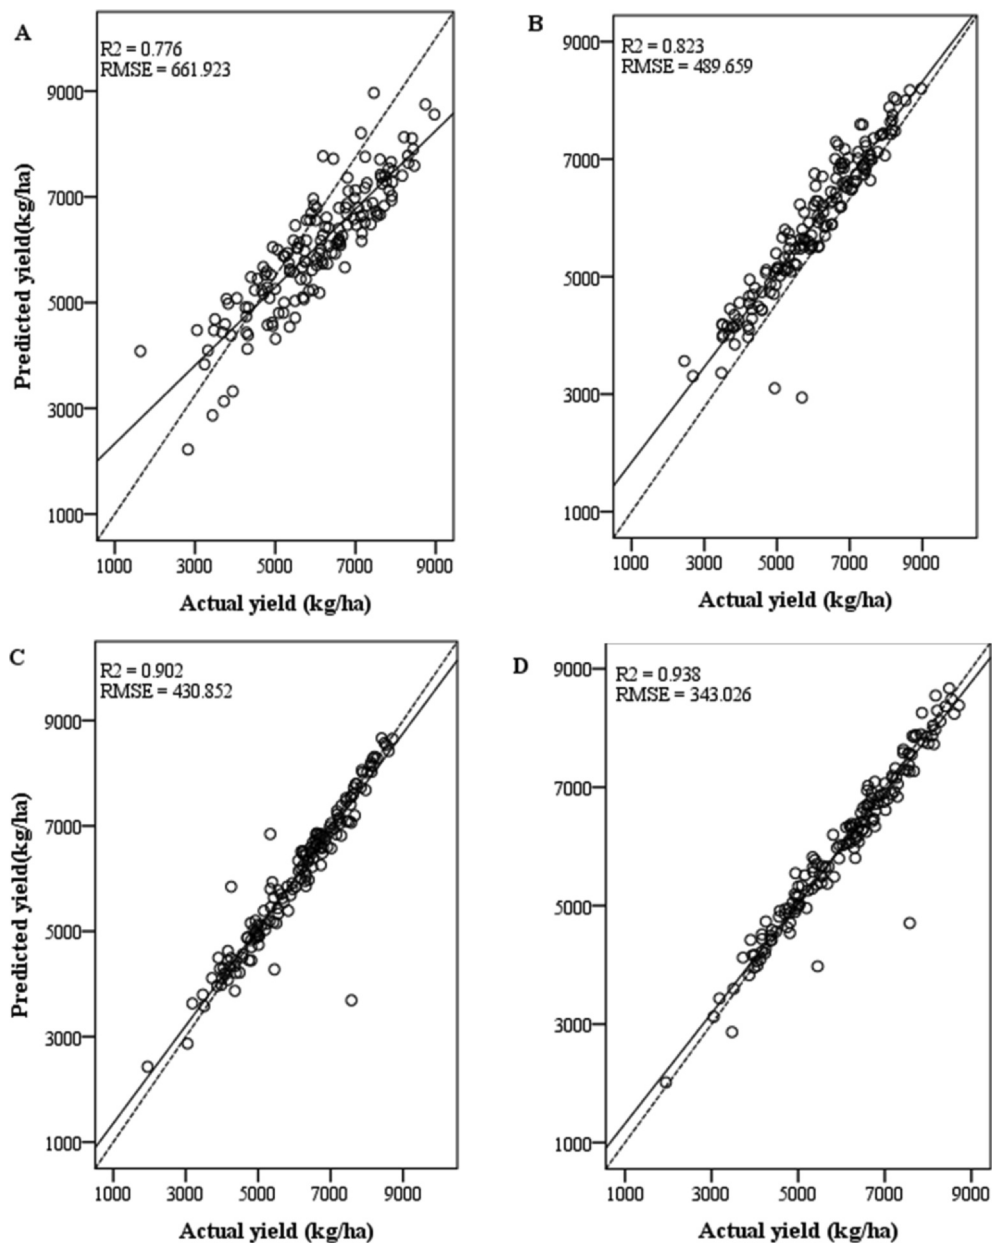 A
R2 = 0.776
RMSE = 661.923
9000
7000
5000
3000
1000
Predicted yield(kg/ha)
1000 3000 5000 7000 9000
Actual yield (kg/ha)
B
R2 = 0.823
RMSE = 489.659
9000
7000
5000
3000
1000
1000 3000 5000 7000 9000
Actual yield (kg/ha)
C
R2 = 0.902
RMSE = 430.852
9000
7000
5000
3000
1000
Predicted yield(kg/ha)
1000 3000 5000 7000 9000
Actual yield (kg/ha)
D
R2 = 0.938
RMSE = 343.026
9000
7000
5000
3000
1000
1000 3000 5000 7000 9000
Actual yield (kg/ha)